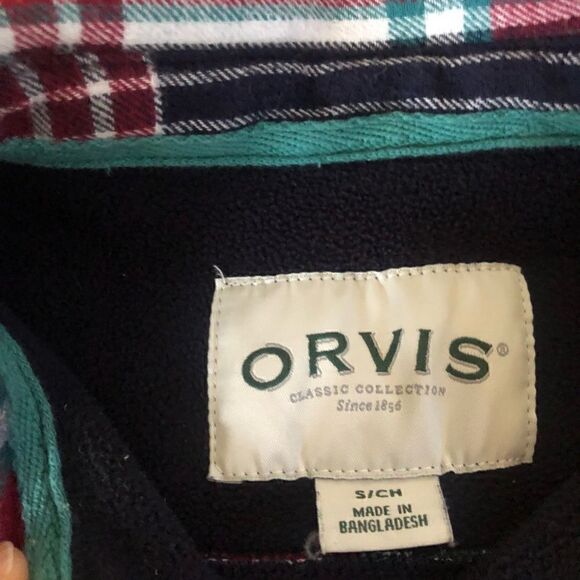 ORVIS®
CLASSIC COLLECTION
Since 1856
S/CH
MADE IN
BANGLADESH